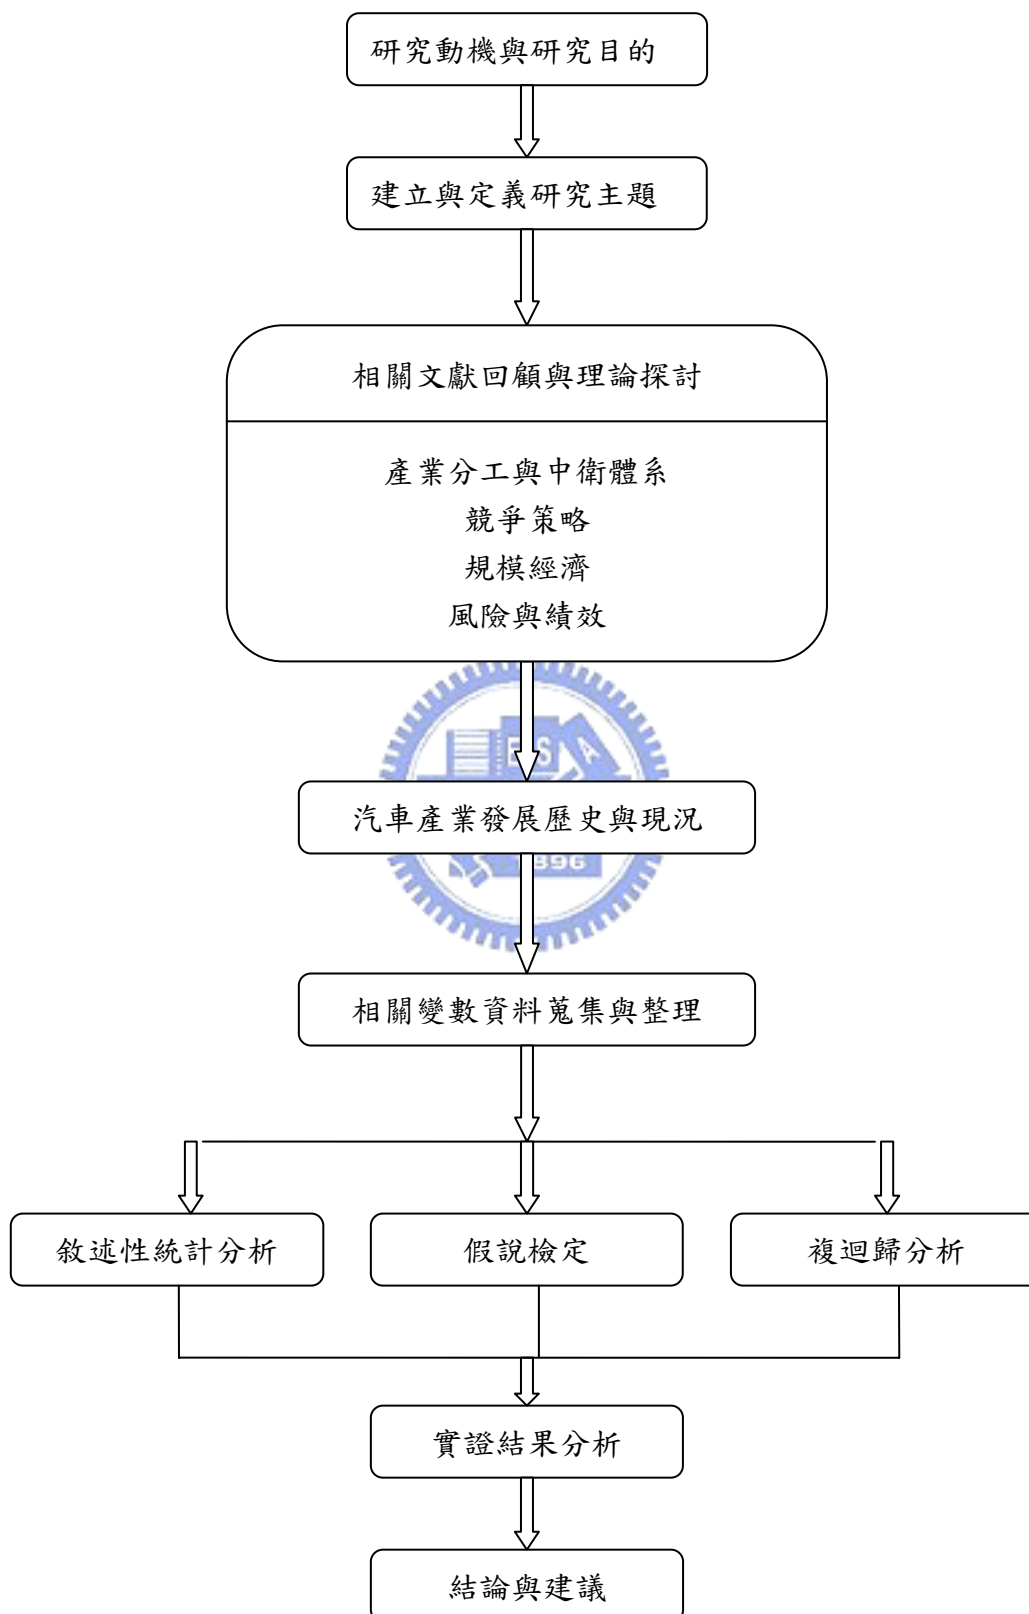 研究動機與研究目的
建立與定義研究主題
相關文獻回顧與理論探討
產業分工與中衛體系
競爭策略
規模經濟
風險與績效
ES
A
汽車產業發展歷史與現況
896
相關變數資料蒐集與整理
敘述性統計分析
假說檢定
複迴歸分析
實證結果分析
結論與建議